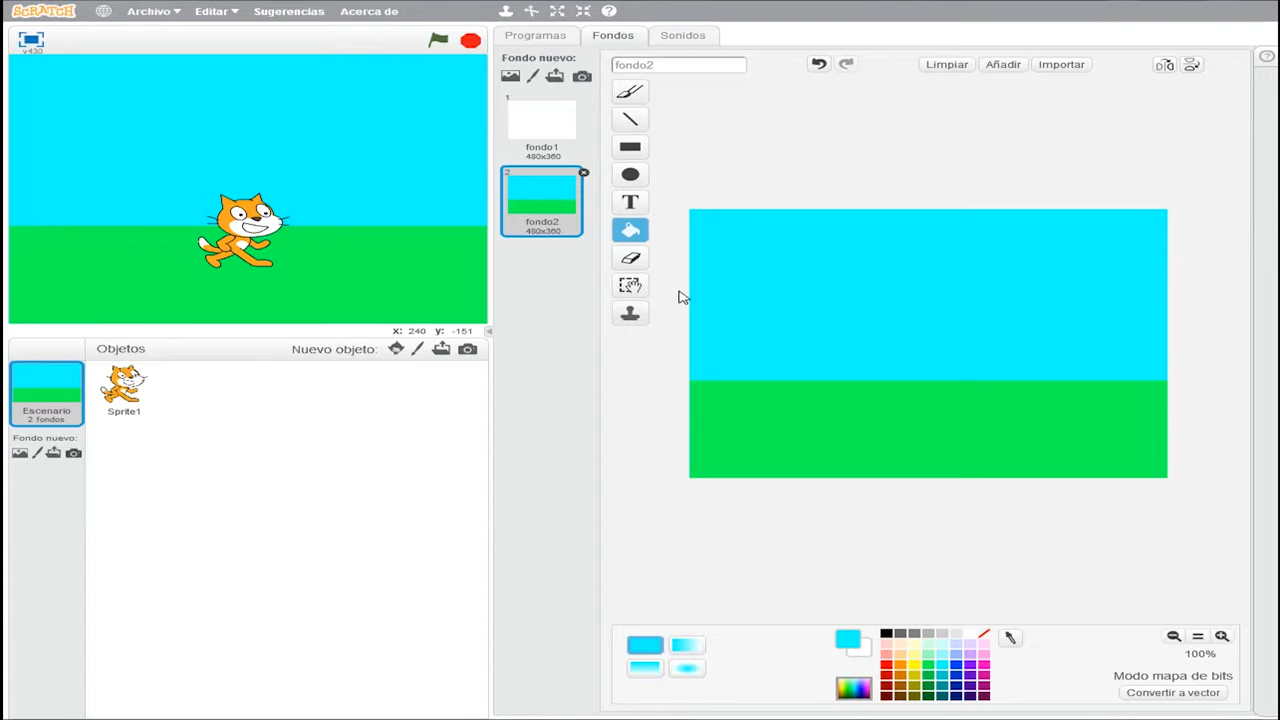 SCRATCH Archivo Editar Sugerencias Acerca de
v430
Programas Fondos Sonidos
Fondo nuevo:
fondo2 Limpiar Añadir Importar
1
fondo1
480x360
2
fondo2
480x360
T
x: 240 y: -151
Objetos Nuevo objeto:
Escenario
2 fondos
Sprite1
Fondo nuevo:
100%
Modo mapa de bits
Convertir a vector